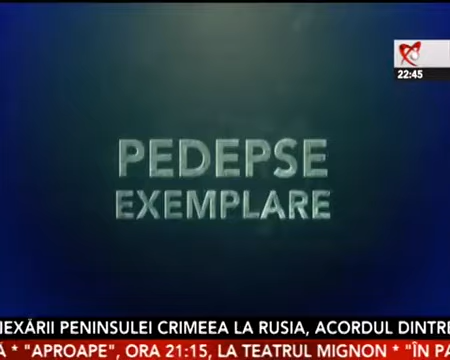 22:45
PEDEPSE
EXEMPLARE
NEXĂRII PENINSULEI CRIMEEA LA RUSIA, ACORDUL DINTRE
Ă * "APROAPE", ORA 21:15, LA TEATRUL MIGNON * "ÎN PA